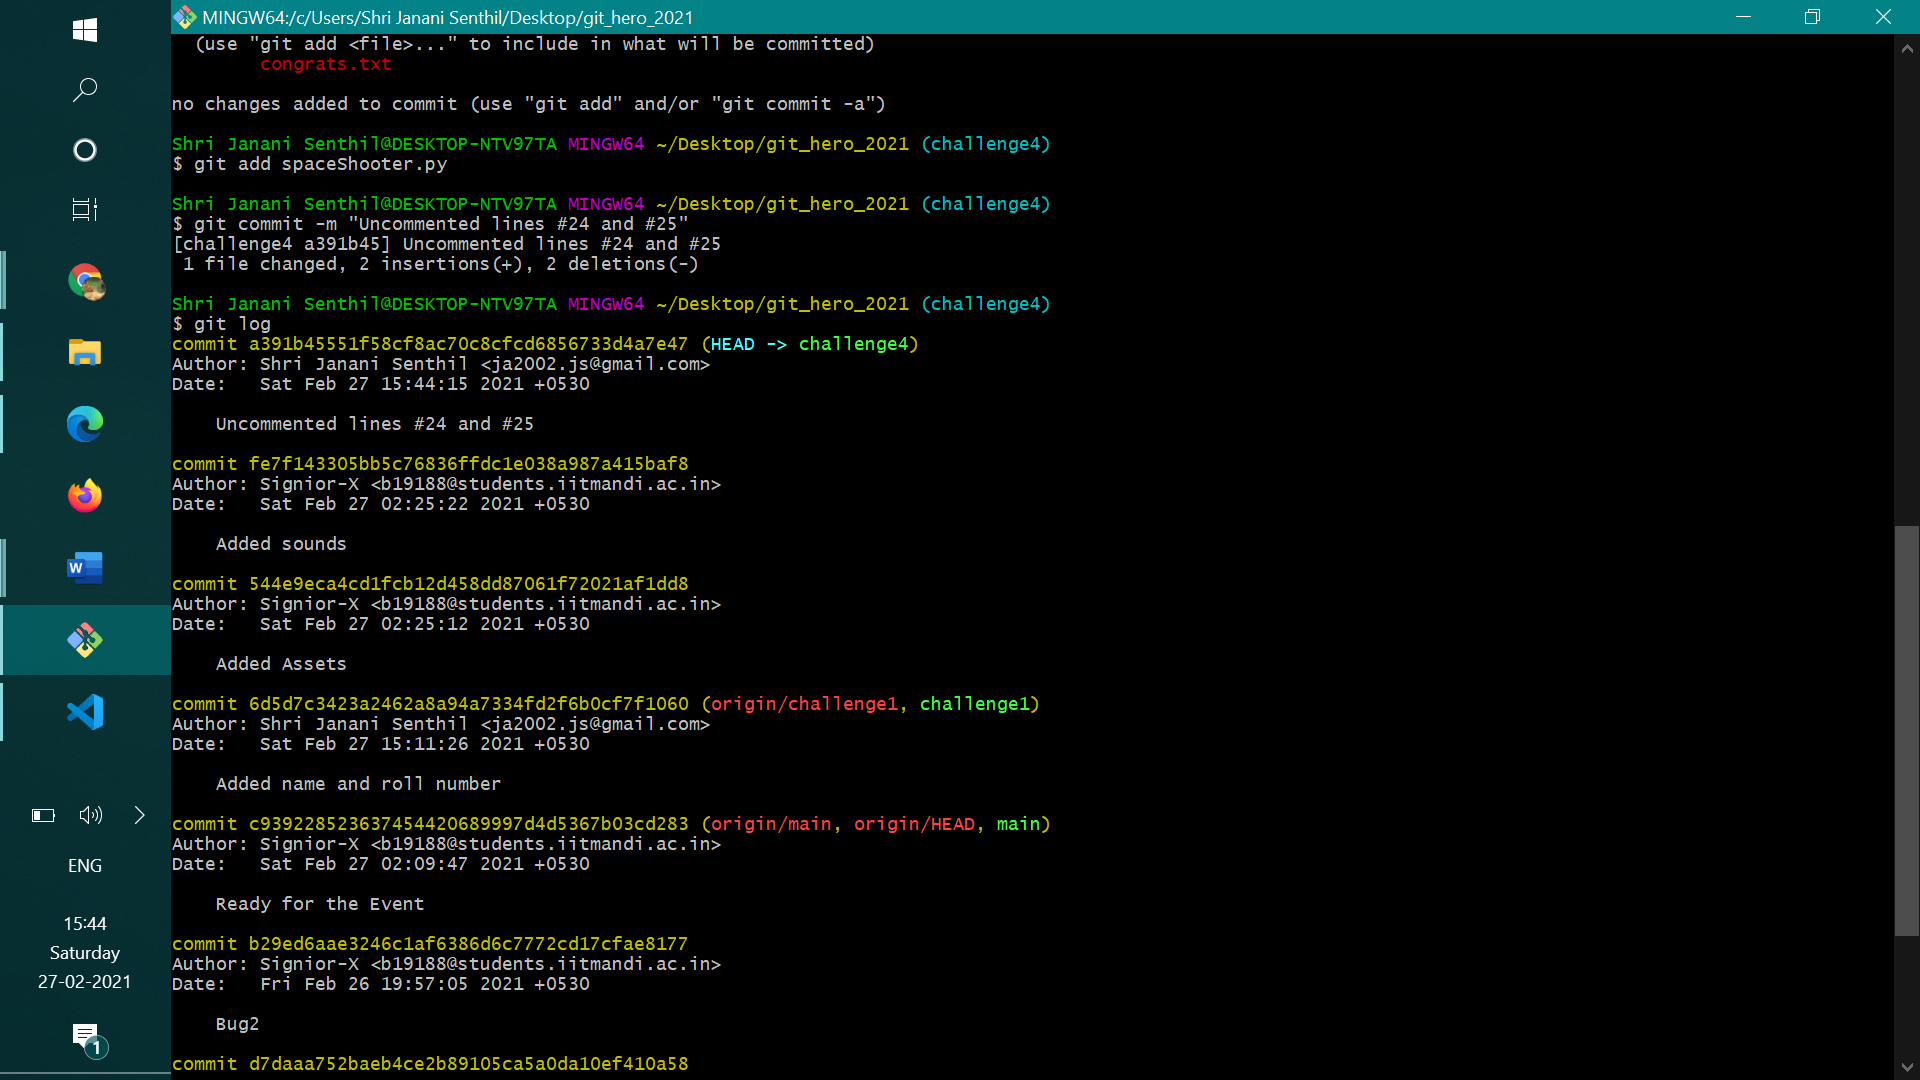 MINGW64:/c/Users/Shri Janani Senthil/Desktop/git_hero_2021
(use "git add <file>..." to include in what will be committed)
congrats.txt
no changes added to commit (use "git add" and/or "git commit -a")
Shri Janani Senthil@DESKTOP-NTV97TA MINGW64 ~/Desktop/git_hero_2021 (challenge4)
$ git add spaceShooter.py
Shri Janani Senthil@DESKTOP-NTV97TA MINGW64 ~/Desktop/git_hero_2021 (challenge4)
$ git commit -m "Uncommented lines #24 and #25"
[challenge4 a391b45] Uncommented lines #24 and #25
1 file changed, 2 insertions(+), 2 deletions(-)
Shri Janani Senthil@DESKTOP-NTV97TA MINGW64 ~/Desktop/git_hero_2021 (challenge4)
$ git log
commit a391b45551f58cf8ac70c8cfcd6856733d4a7e47 (HEAD -> challenge4)
Author: Shri Janani Senthil <ja2002.js@gmail.com>
Date:   Sat Feb 27 15:44:15 2021 +0530
Uncommented lines #24 and #25
commit fe7f143305bb5c76836ffdc1e038a987a415baf8
Author: Signior-X <b19188@students.iitmandi.ac.in>
Date:   Sat Feb 27 02:25:22 2021 +0530
Added sounds
commit 544e9eca4cd1fcb12d458dd87061f72021af1dd8
Author: Signior-X <b19188@students.iitmandi.ac.in>
Date:   Sat Feb 27 02:25:12 2021 +0530
Added Assets
commit 6d5d7c3423a2462a8a94a7334fd2f6b0cf7f1060 (origin/challenge1, challenge1)
Author: Shri Janani Senthil <ja2002.js@gmail.com>
Date:   Sat Feb 27 15:11:26 2021 +0530
Added name and roll number
commit c9392285236374544206899​97d4d5367b03cd283 (origin/main, origin/HEAD, main)
Author: Signior-X <b19188@students.iitmandi.ac.in>
Date:   Sat Feb 27 02:09:47 2021 +0530
Ready for the Event
commit b29ed6aae3246c1af6386d6c7772cd17cfae8177
Author: Signior-X <b19188@students.iitmandi.ac.in>
Date:   Fri Feb 26 19:57:05 2021 +0530
Bug2
commit d7daaa752baeb4ce2b89105ca5a0da10ef410a58
W
ENG
15:44
Saturday
27-02-2021
1